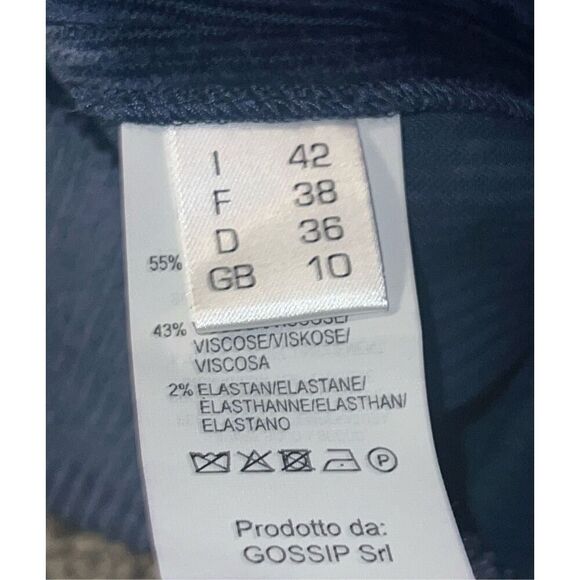 I 42
F 38
D 36
GB 10
55%
43%
VISCOSE/VISKOSE/
VISCOSA
2% ELASTAN/ELASTANE/
ELASTHANNE/ELASTHAN/
ELASTANO
P
Prodotto da:
GOSSIP Srl